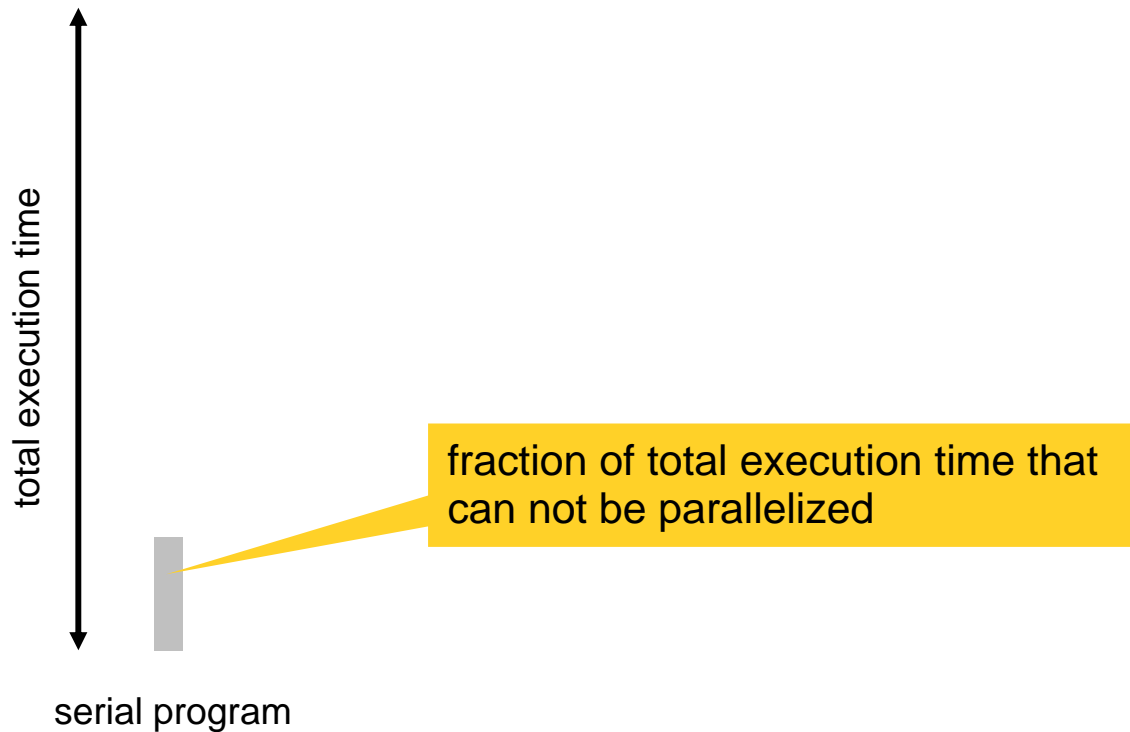 total execution time
fraction of total execution time that
can not be parallelized
serial program